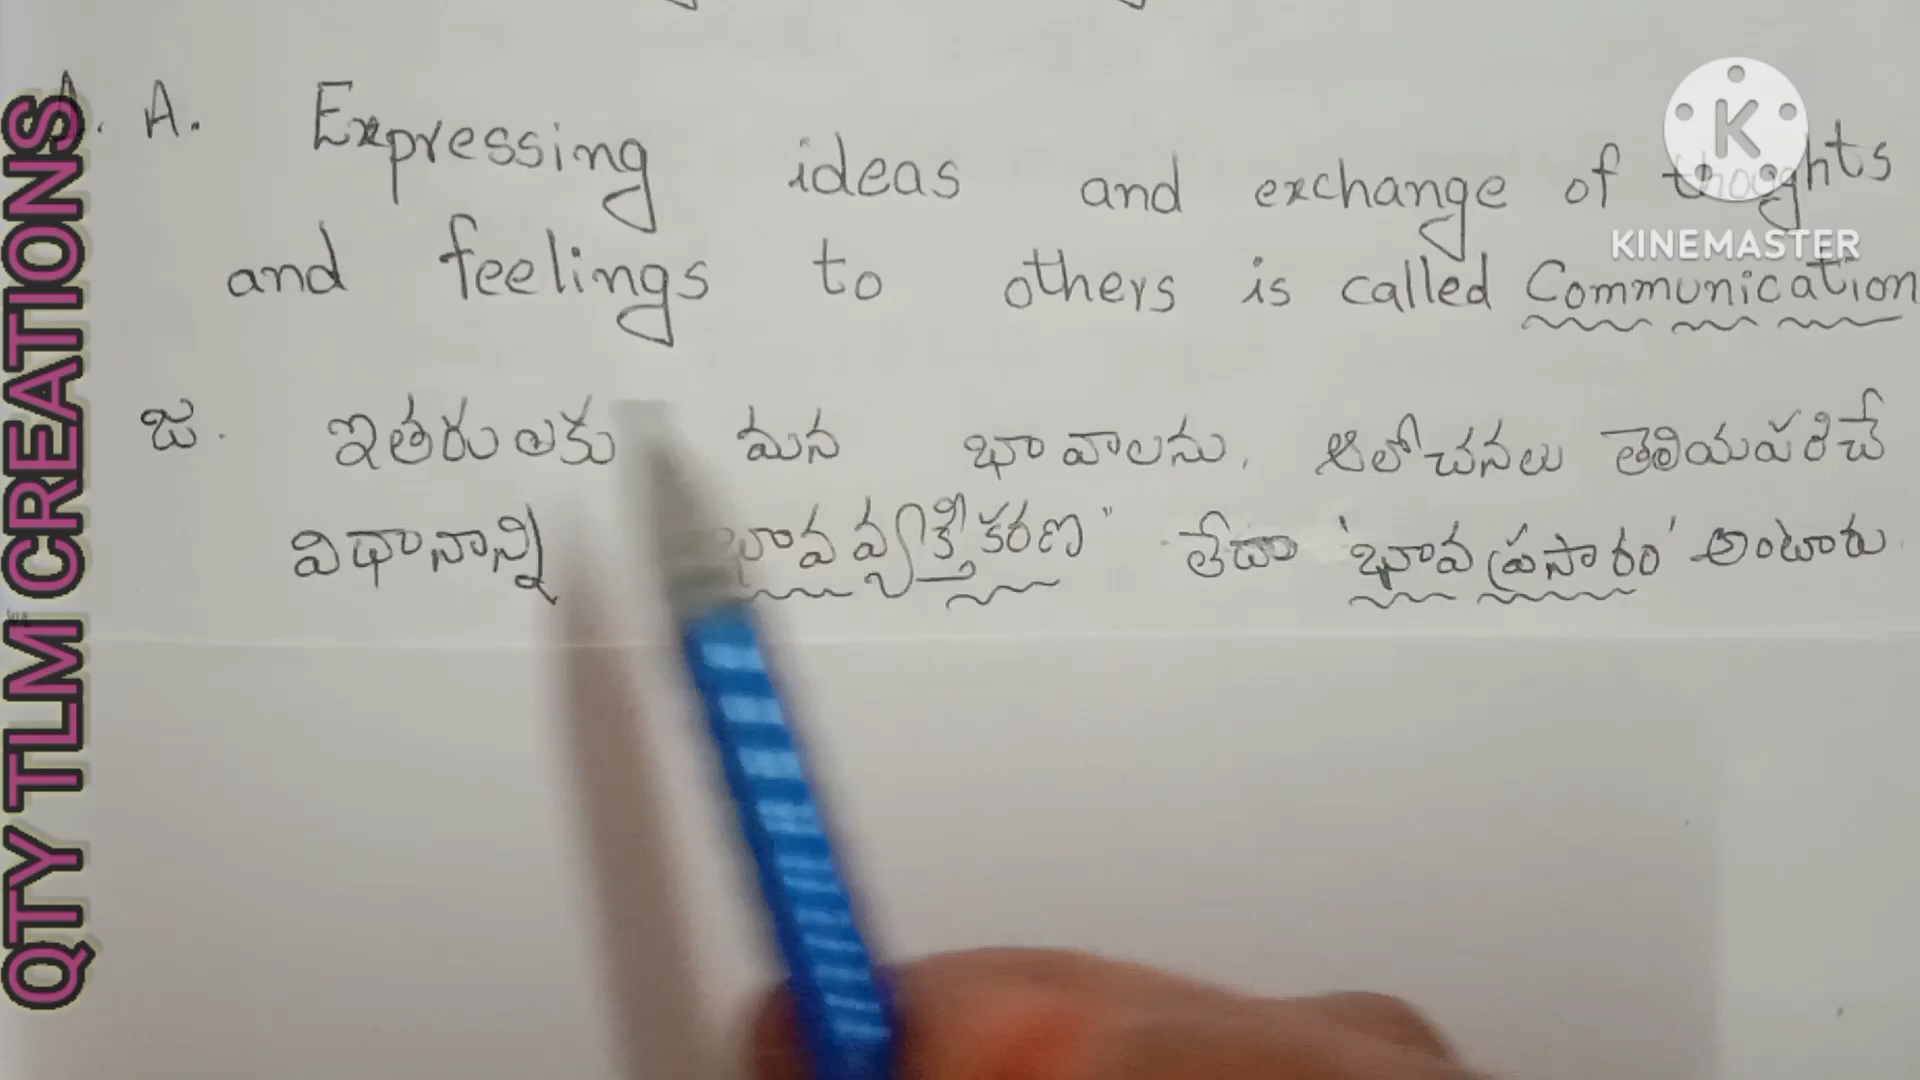 A. Expressing ideas and exchange of thoughts
and feelings to others is called Communication
జ. ఇతరులకు మన భావాలను, ఆలోచనలు తెలియపరిచే
విధానాన్ని భావవ్యక్తీకరణ" లేదా 'భావప్రసారం' అంటారు.
KINEMASTER
QTY TLM CREATIONS